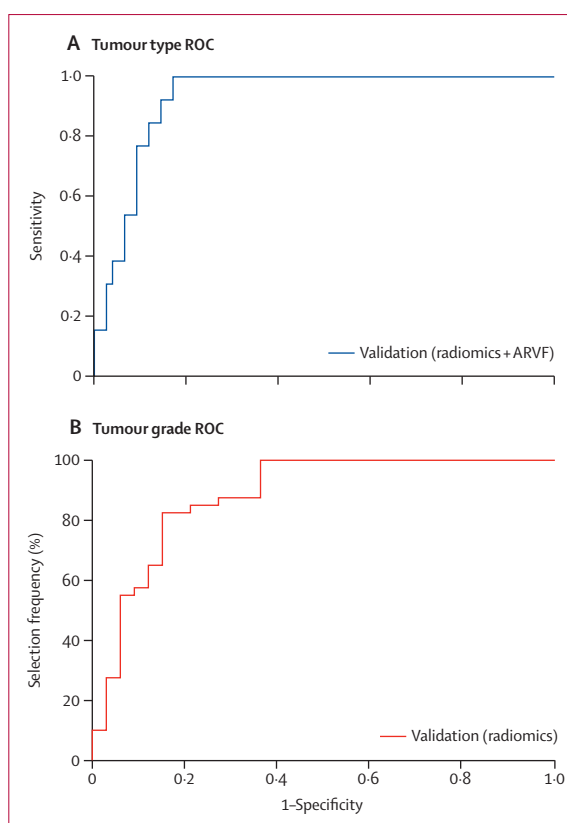 A Tumour type ROC
1·0
0·8
0·6
0·4
0·2
0
Sensitivity
Validation (radiomics + ARVF)
B Tumour grade ROC
100
80
60
40
20
0
Selection frequency (%)
Validation (radiomics)
0 0·2 0·4 0·6 0·8 1·0
1–Specificity